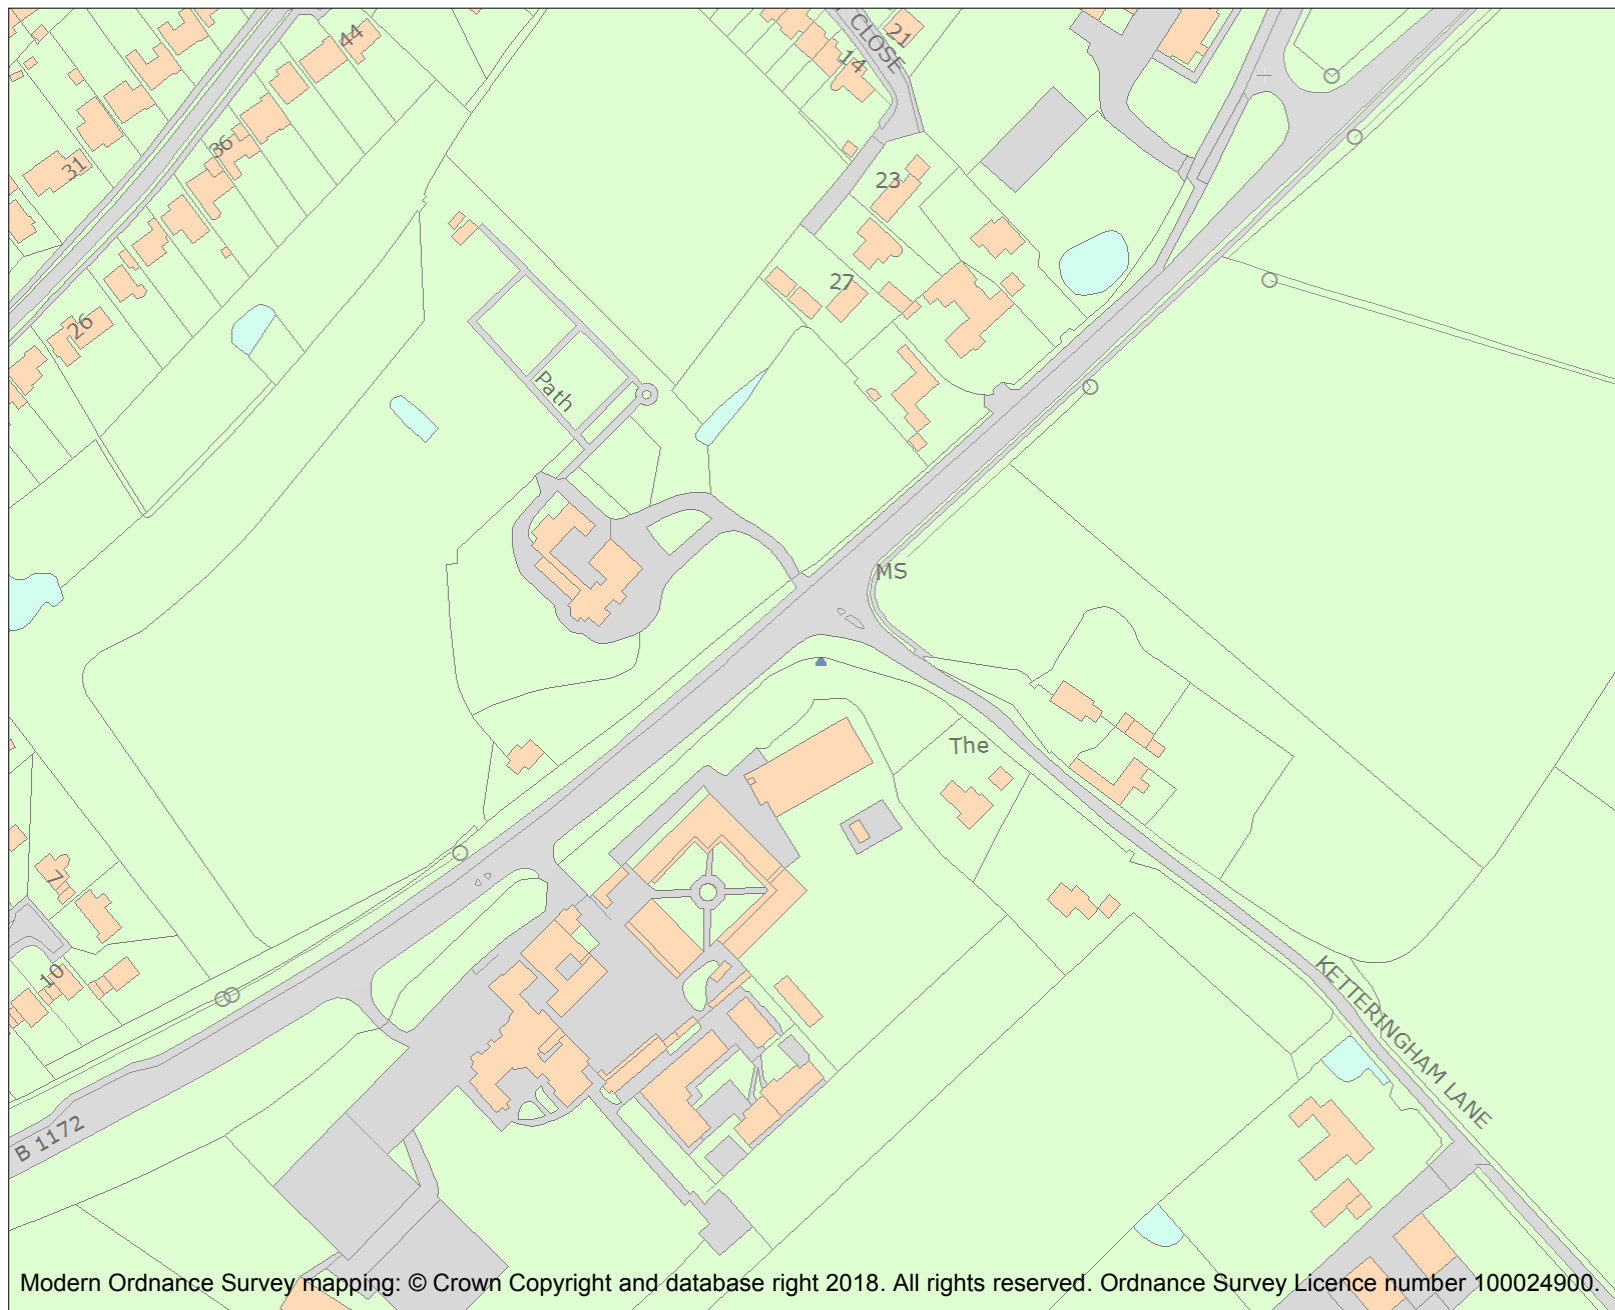 44
CLOSE
21
14
31
36
23
27
26
Path
MS
The
7
10
KETTERINGHAM LANE
B 1172
Modern Ordnance Survey mapping: © Crown Copyright and database right 2018. All rights reserved. Ordnance Survey Licence number 100024900.